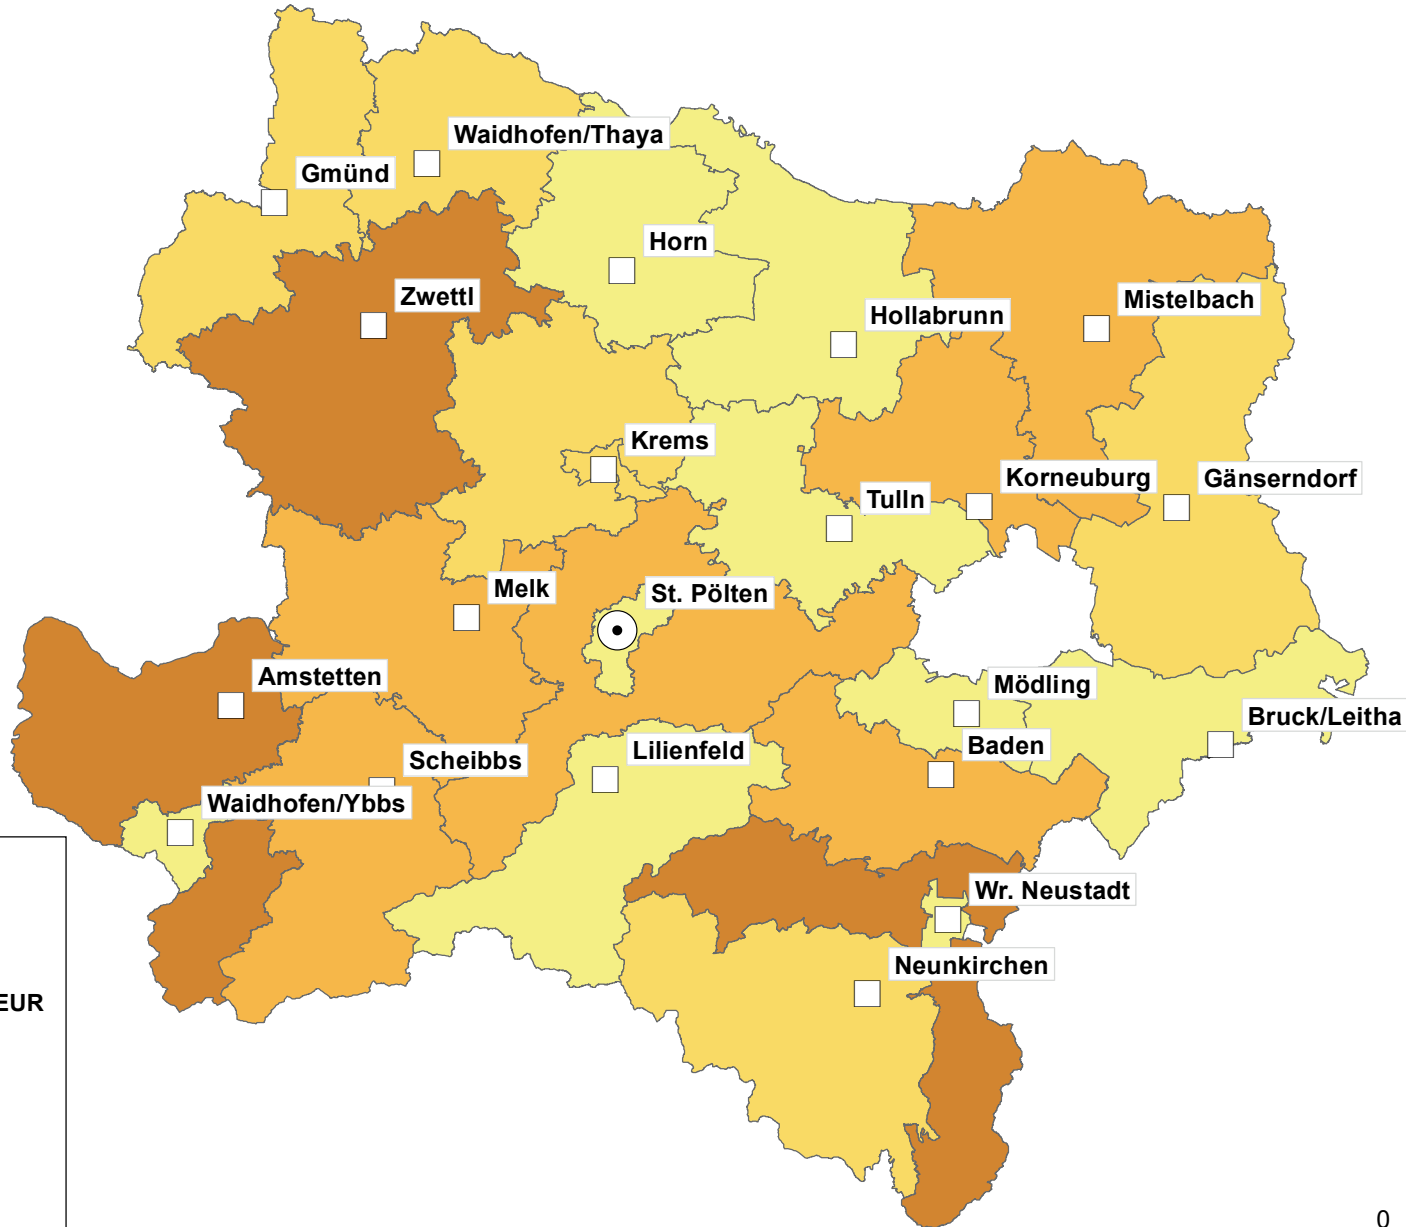 Waidhofen/Thaya
Gmünd
Horn
Zwettl
Mistelbach
Hollabrunn
Krems
Korneuburg
Gänserndorf
Tulln
Melk
St. Pölten
Amstetten
Mödling
Bruck/Leitha
Baden
Lilienfeld
Scheibbs
Waidhofen/Ybbs
Wr. Neustadt
Neunkirchen
EUR
0